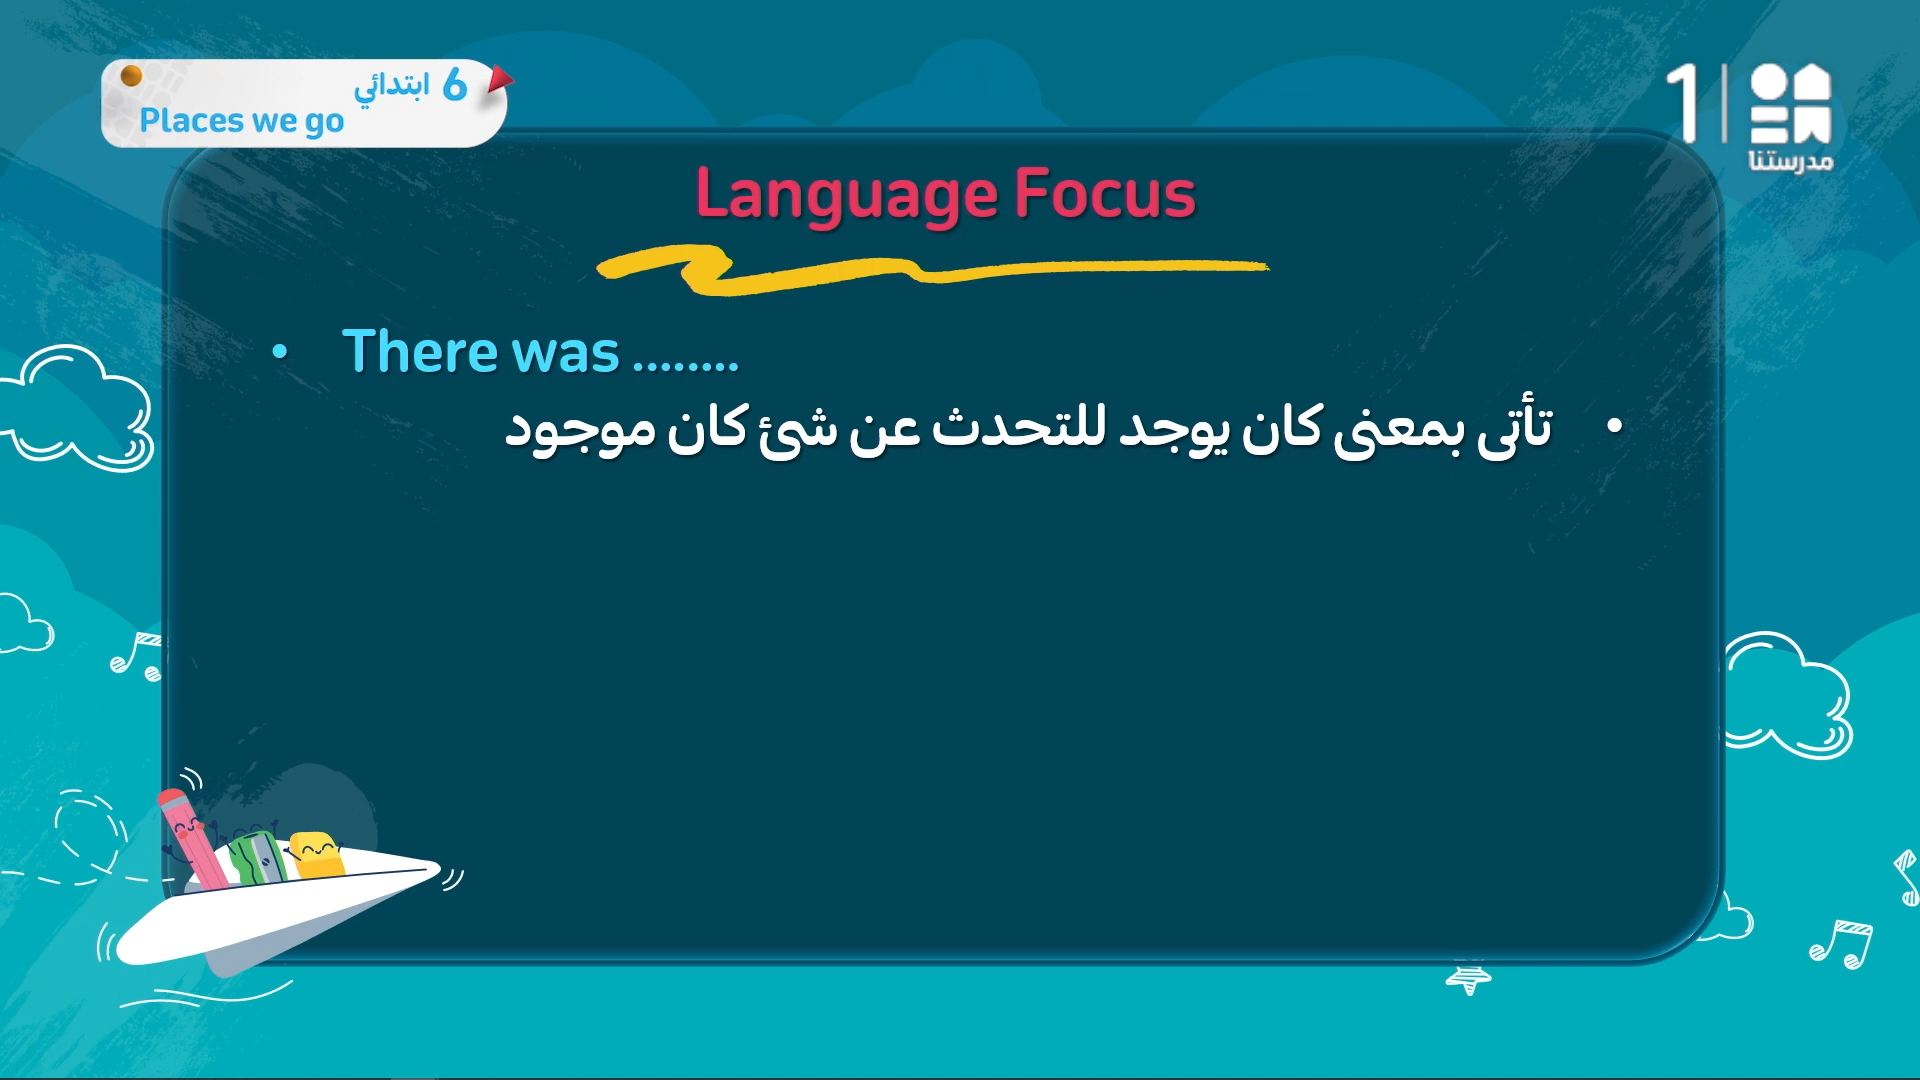 6 ابتدائي
Places we go
1
مدرستنا
Language Focus
• There was ........
• تأتى بمعنى كان يوجد للتحدث عن شئ كان موجود